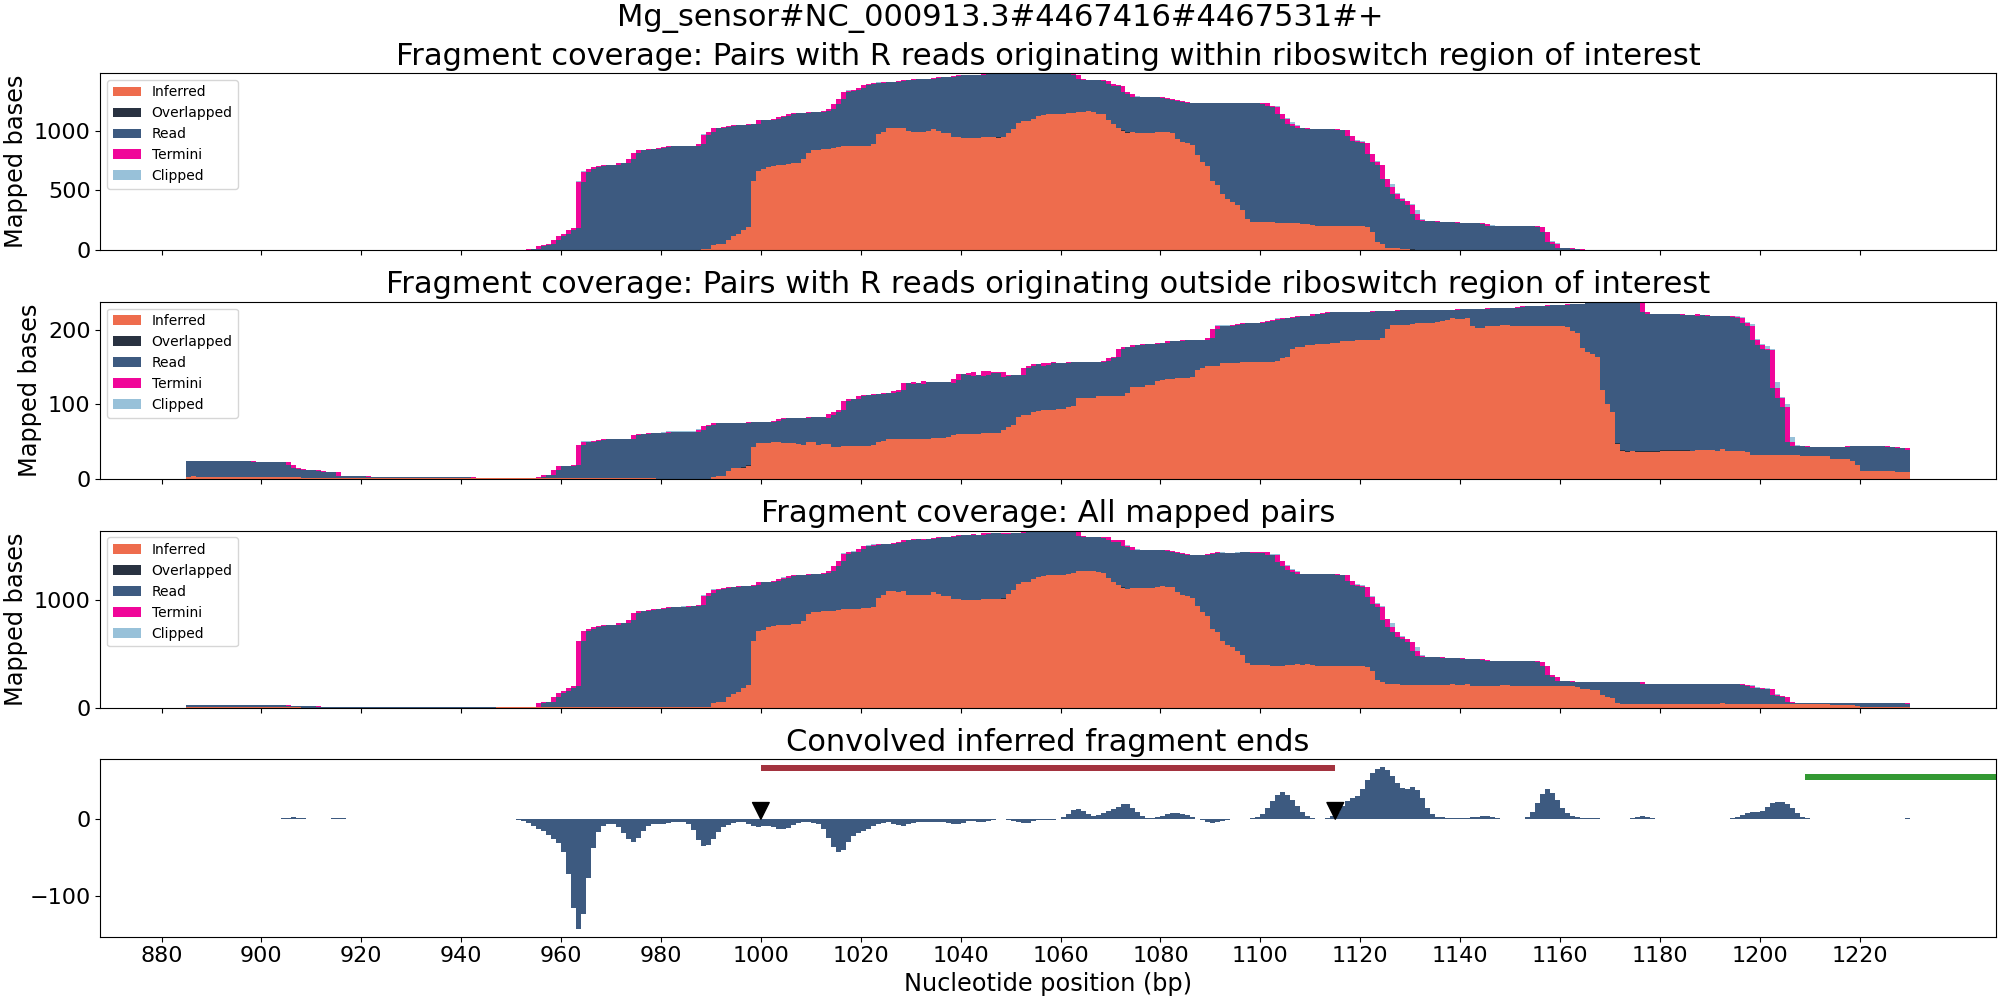 Mg_sensor#NC_000913.3#4467416#4467531#+
Fragment coverage: Pairs with R reads originating within riboswitch region of interest
Mapped bases
1000
500
0
Inferred
Overlapped
Read
Termini
Clipped
Fragment coverage: Pairs with R reads originating outside riboswitch region of interest
Mapped bases
200
100
0
Inferred
Overlapped
Read
Termini
Clipped
Fragment coverage: All mapped pairs
Mapped bases
1000
0
Inferred
Overlapped
Read
Termini
Clipped
Convolved inferred fragment ends
0
−100
880 900 920 940 960 980 1000 1020 1040 1060 1080 1100 1120 1140 1160 1180 1200 1220
Nucleotide position (bp)